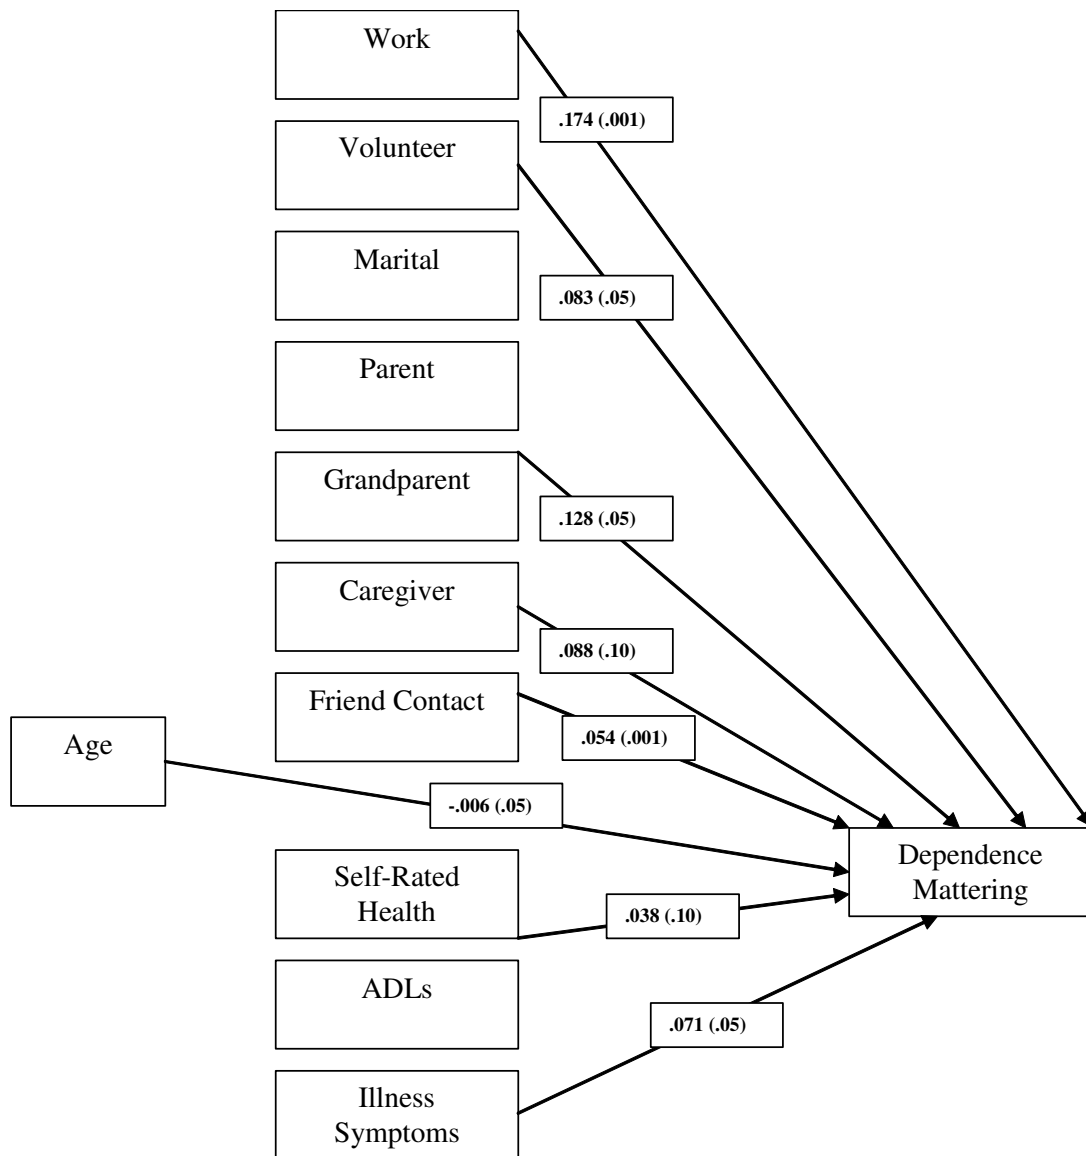 Work
.174 (.001)
Volunteer
Marital
.083 (.05)
Parent
Grandparent
.128 (.05)
Caregiver
.088 (.10)
Friend Contact
.054 (.001)
Age
-.006 (.05)
Dependence
Mattering
Self-Rated
Health
.038 (.10)
ADLs
.071 (.05)
Illness
Symptoms